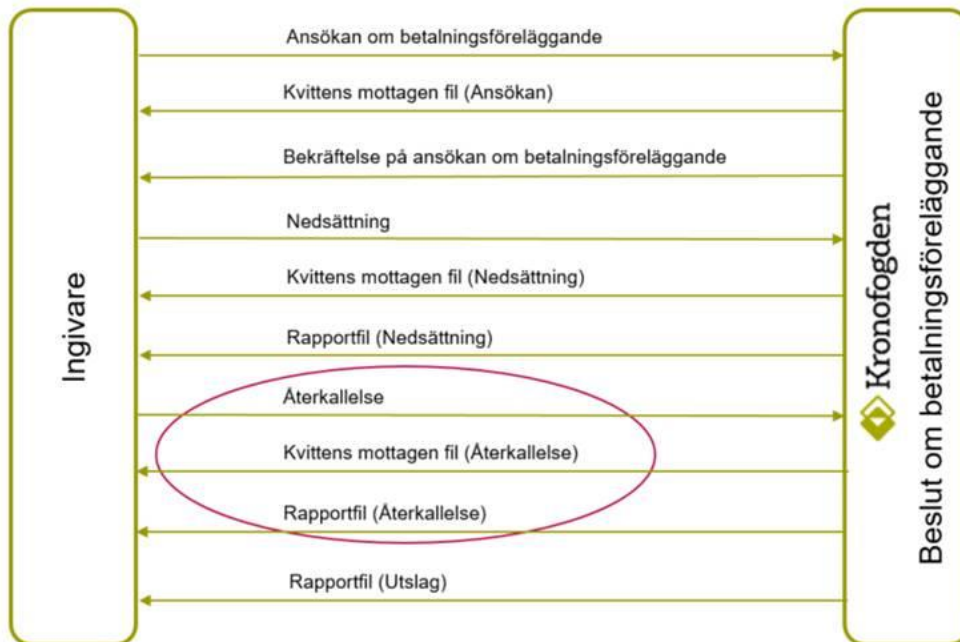 Ingivare
Ansökan om betalningsföreläggande
Kvittens mottagen fil (Ansökan)
Bekräftelse på ansökan om betalningsföreläggande
Nedsättning
Kvittens mottagen fil (Nedsättning)
Rapportfil (Nedsättning)
Återkallelse
Kvittens mottagen fil (Återkallelse)
Rapportfil (Återkallelse)
Rapportfil (Utslag)
Kronofogden
Beslut om betalningsföreläggande